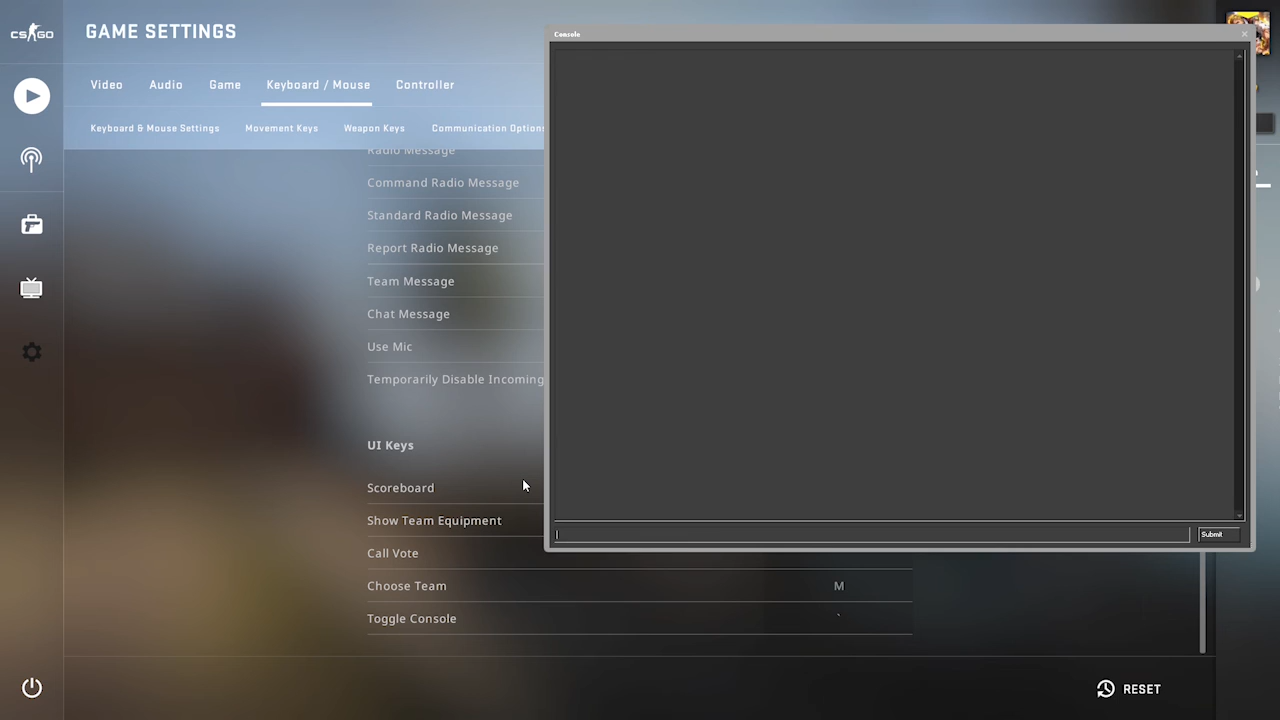 CS:GO
GAME SETTINGS
Video
Audio
Game
Keyboard / Mouse
Controller
Keyboard & Mouse Settings
Movement Keys
Weapon Keys
Communication Options
Radio Message
Command Radio Message
Standard Radio Message
Report Radio Message
Team Message
Chat Message
Use Mic
Temporarily Disable Incoming
UI Keys
Scoreboard
Show Team Equipment
Call Vote
Choose Team M
Toggle Console `
Console
Submit
RESET